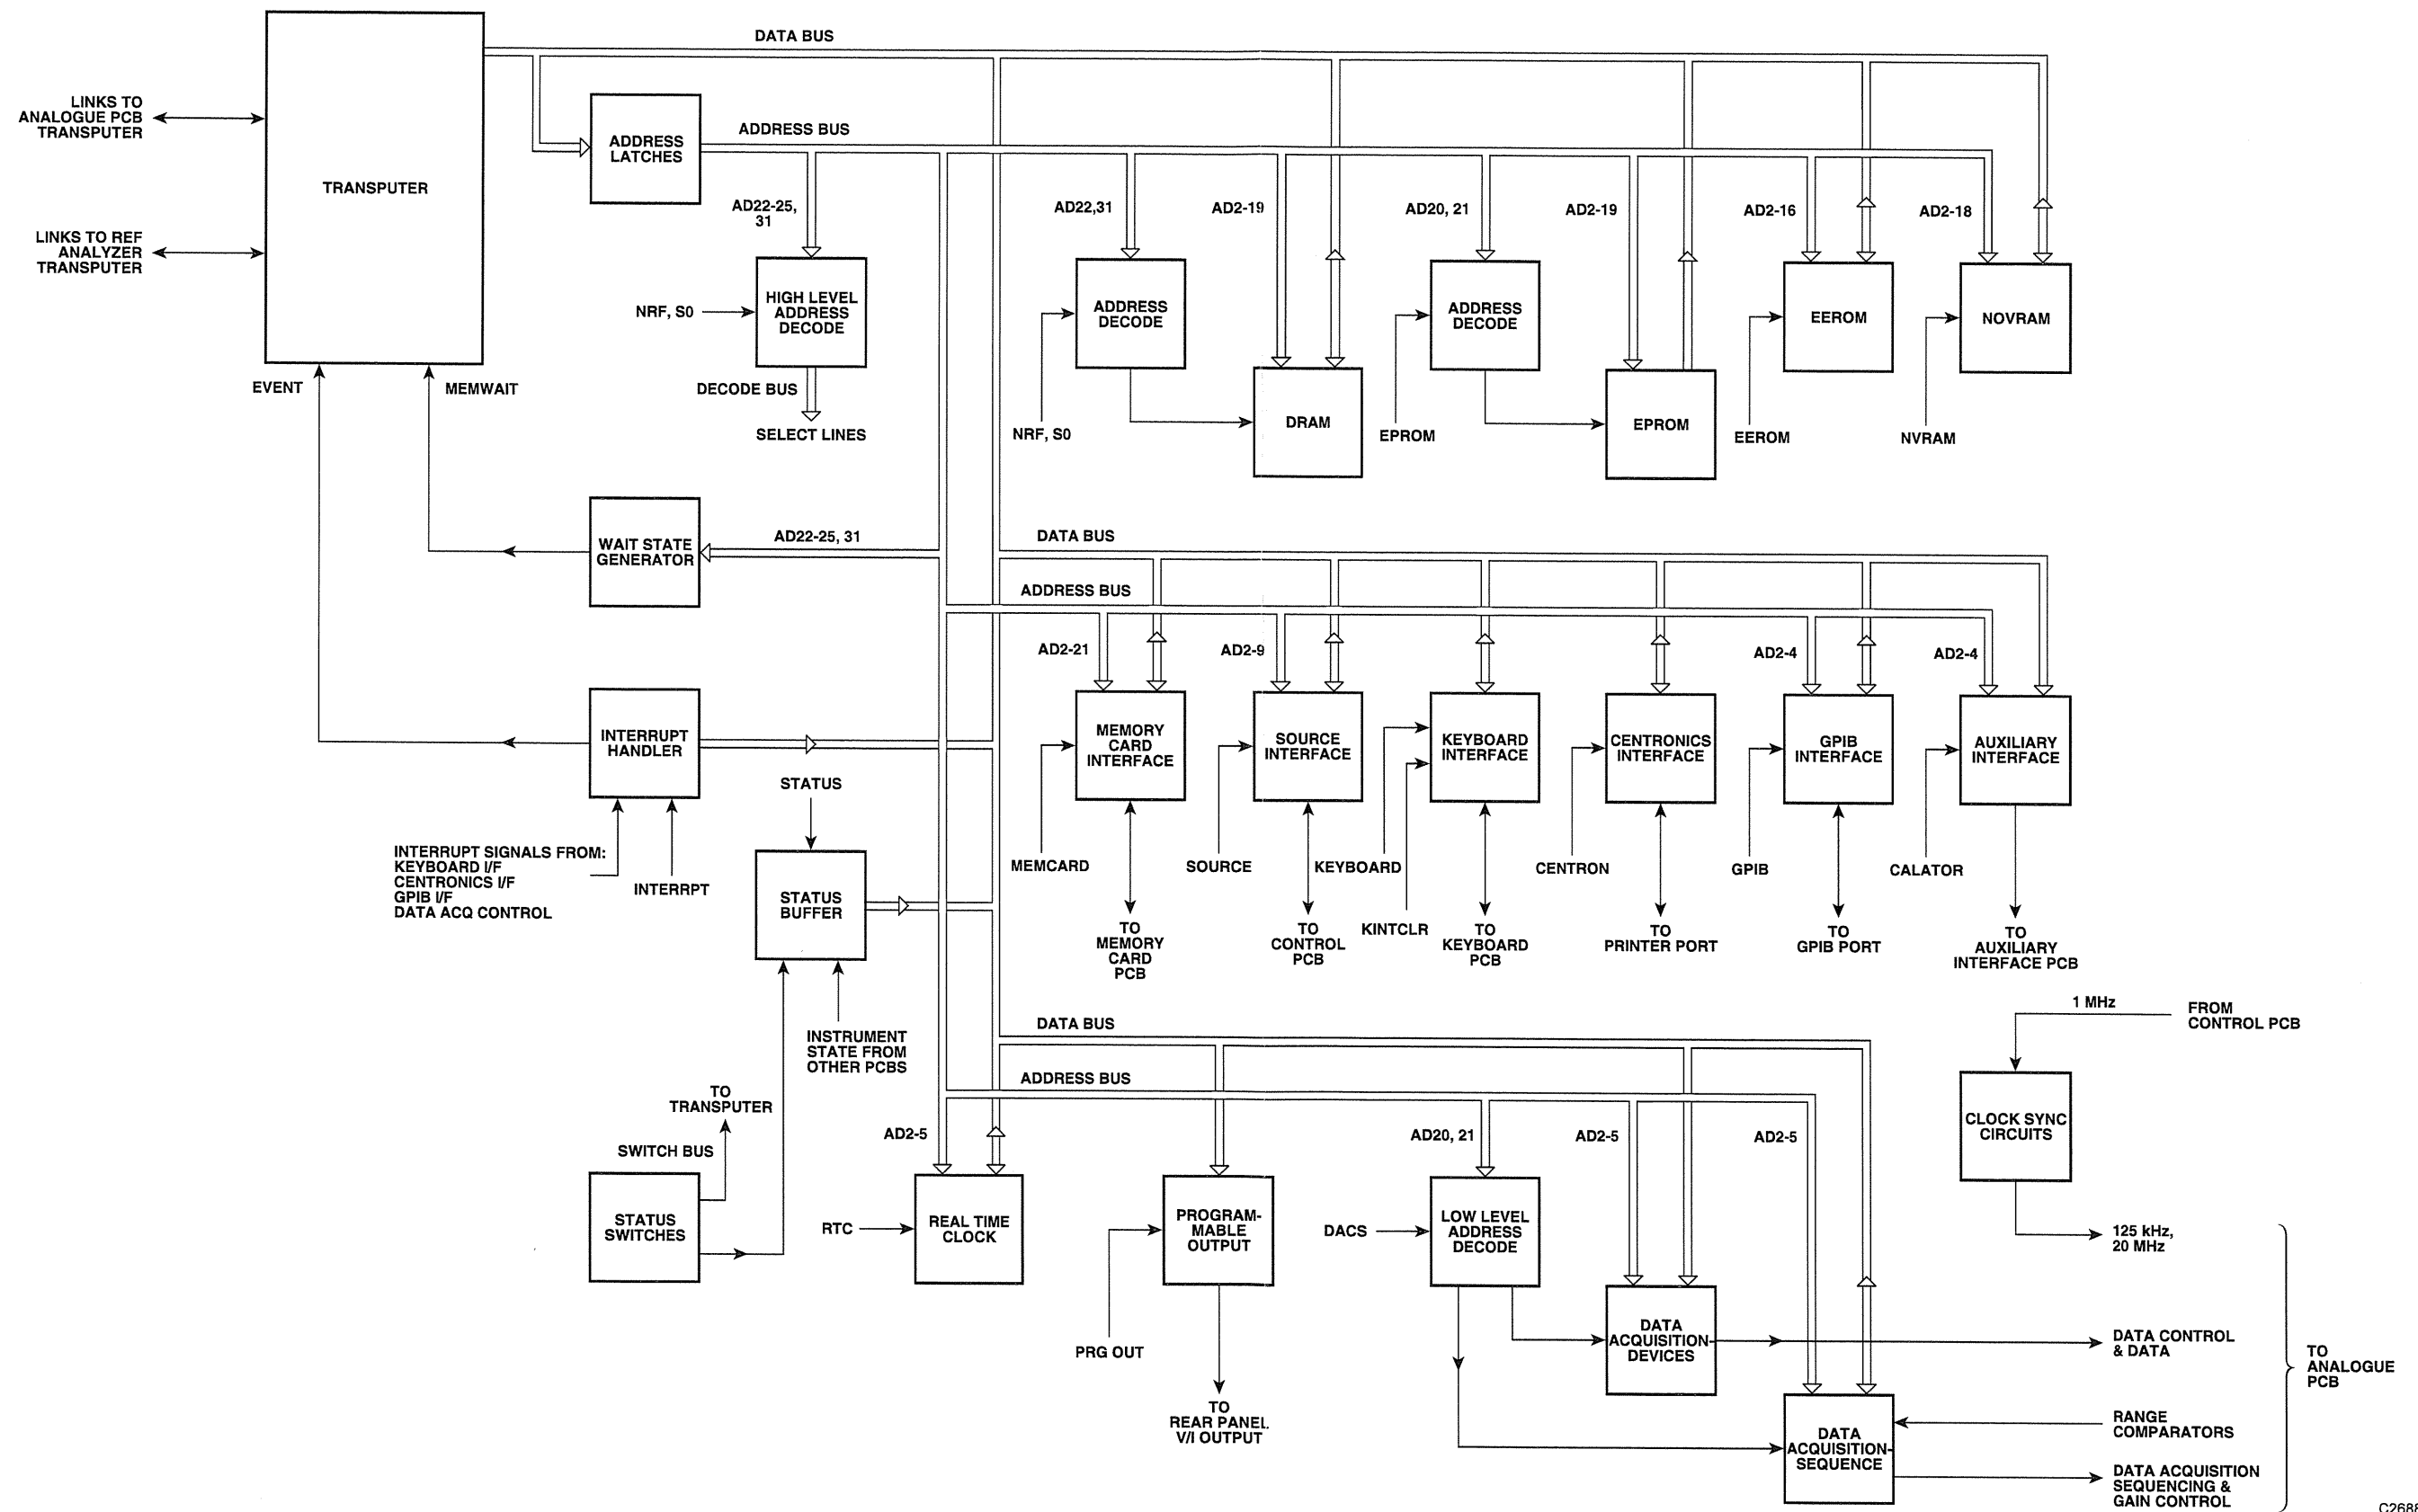 DATA BUS
LINKS TO
ANALOGUE PCB
TRANSPUTER
ADDRESS
LATCHES
ADDRESS BUS
TRANSPUTER
LINKS TO REF
ANALYZER
TRANSPUTER
AD22-25,
31
AD22,31
AD2-19
AD20, 21
AD2-19
AD2-16
AD2-18
NRF, S0
HIGH LEVEL
ADDRESS
DECODE
ADDRESS
DECODE
ADDRESS
DECODE
EEROM
NOVRAM
EVENT
MEMWAIT
DECODE BUS
SELECT LINES
NRF, S0
DRAM
EPROM
EPROM
EEROM
NVRAM
WAIT STATE
GENERATOR
AD22-25, 31
DATA BUS
ADDRESS BUS
AD2-21
AD2-9
AD2-4
AD2-4
INTERRUPT
HANDLER
MEMORY
CARD
INTERFACE
SOURCE
INTERFACE
KEYBOARD
INTERFACE
CENTRONICS
INTERFACE
GPIB
INTERFACE
AUXILIARY
INTERFACE
STATUS
INTERRUPT SIGNALS FROM:
KEYBOARD I/F
CENTRONICS I/F
GPIB I/F
DATA ACQ CONTROL
INTERRPT
STATUS
BUFFER
MEMCARD
SOURCE
KEYBOARD
CENTRON
GPIB
CALATOR
KINTCLR
TO
MEMORY
CARD
PCB
TO
CONTROL
PCB
TO
KEYBOARD
PCB
TO
PRINTER PORT
TO
GPIB PORT
TO
AUXILIARY
INTERFACE PCB
INSTRUMENT
STATE FROM
OTHER PCBS
DATA BUS
1 MHz
FROM
CONTROL PCB
TO
TRANSPUTER
SWITCH BUS
ADDRESS BUS
AD2-5
AD20, 21
AD2-5
AD2-5
CLOCK SYNC
CIRCUITS
STATUS
SWITCHES
RTC
REAL TIME
CLOCK
PROGRAM-
MABLE
OUTPUT
DACS
LOW LEVEL
ADDRESS
DECODE
125 kHz,
20 MHz
PRG OUT
DATA
ACQUISITION
DEVICES
DATA CONTROL
& DATA
TO
ANALOGUE
PCB
TO
REAR PANEL
V/I OUTPUT
DATA
ACQUISITION
SEQUENCE
RANGE
COMPARATORS
DATA ACQUISITION
SEQUENCING &
GAIN CONTROL